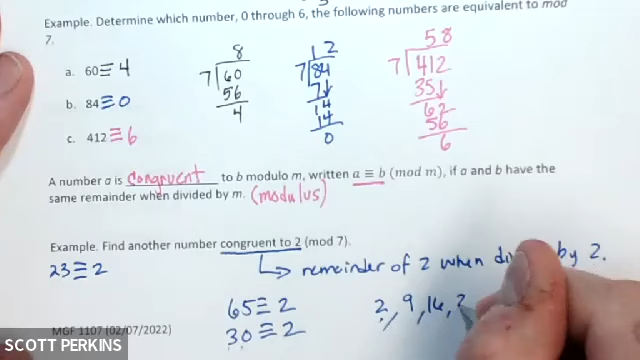 Example. Determine which number, 0 through 6, the following numbers are equivalent to mod
7.
a. 60 ≡ 4
b. 84 ≡ 0
c. 412 ≡ 6
8
7 60
56
4
12
7 84
7↓
14
14
0
58
7 412
35↓
62
56
6
A number a is congruent to b modulo m, written a ≡ b (mod m), if a and b have the
same remainder when divided by m. (modulus)
Example. Find another number congruent to 2 (mod 7).
23 ≡ 2
remainder of 2 when by 2.
65 ≡ 2
30 ≡ 2
2, 9, 16, 2
MGF 1107 (02/07/2022)
SCOTT PERKINS